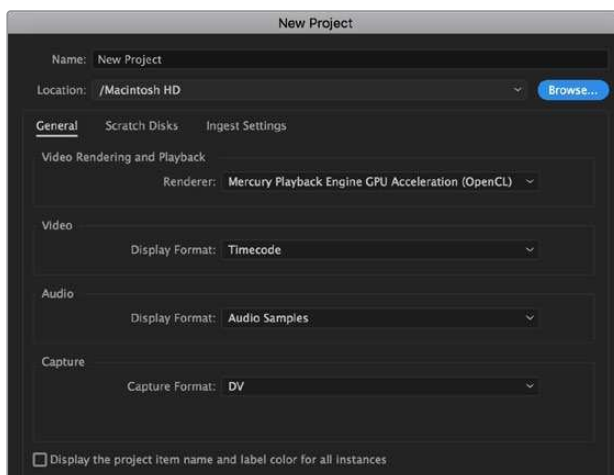 New Project
Name: New Project
Location: /Macintosh HD Browse...
General Scratch Disks Ingest Settings
Video Rendering and Playback
Renderer: Mercury Playback Engine GPU Acceleration (OpenCL)
Video
Display Format: Timecode
Audio
Display Format: Audio Samples
Capture
Capture Format: DV
Display the project item name and label color for all instances